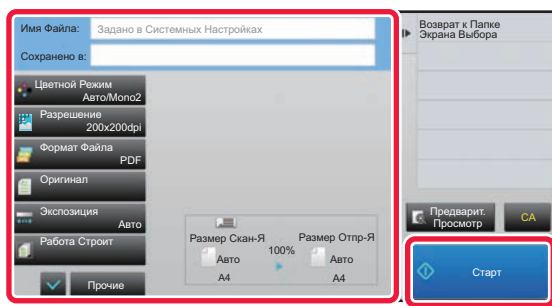 Имя Файла: Задано в Системных Настройках
Сохранено в:
Цветной Режим
Авто/Mono2
Разрешение
200x200dpi
Формат Файла
PDF
Оригинал
Экспозиция
Авто
Работа Строит
Прочие
Размер Скан-Я
Авто
A4
100%
Размер Отпр-Я
Авто
A4
Возврат к Папке
Экрана Выбора
Предварит.
Просмотр
CA
Старт